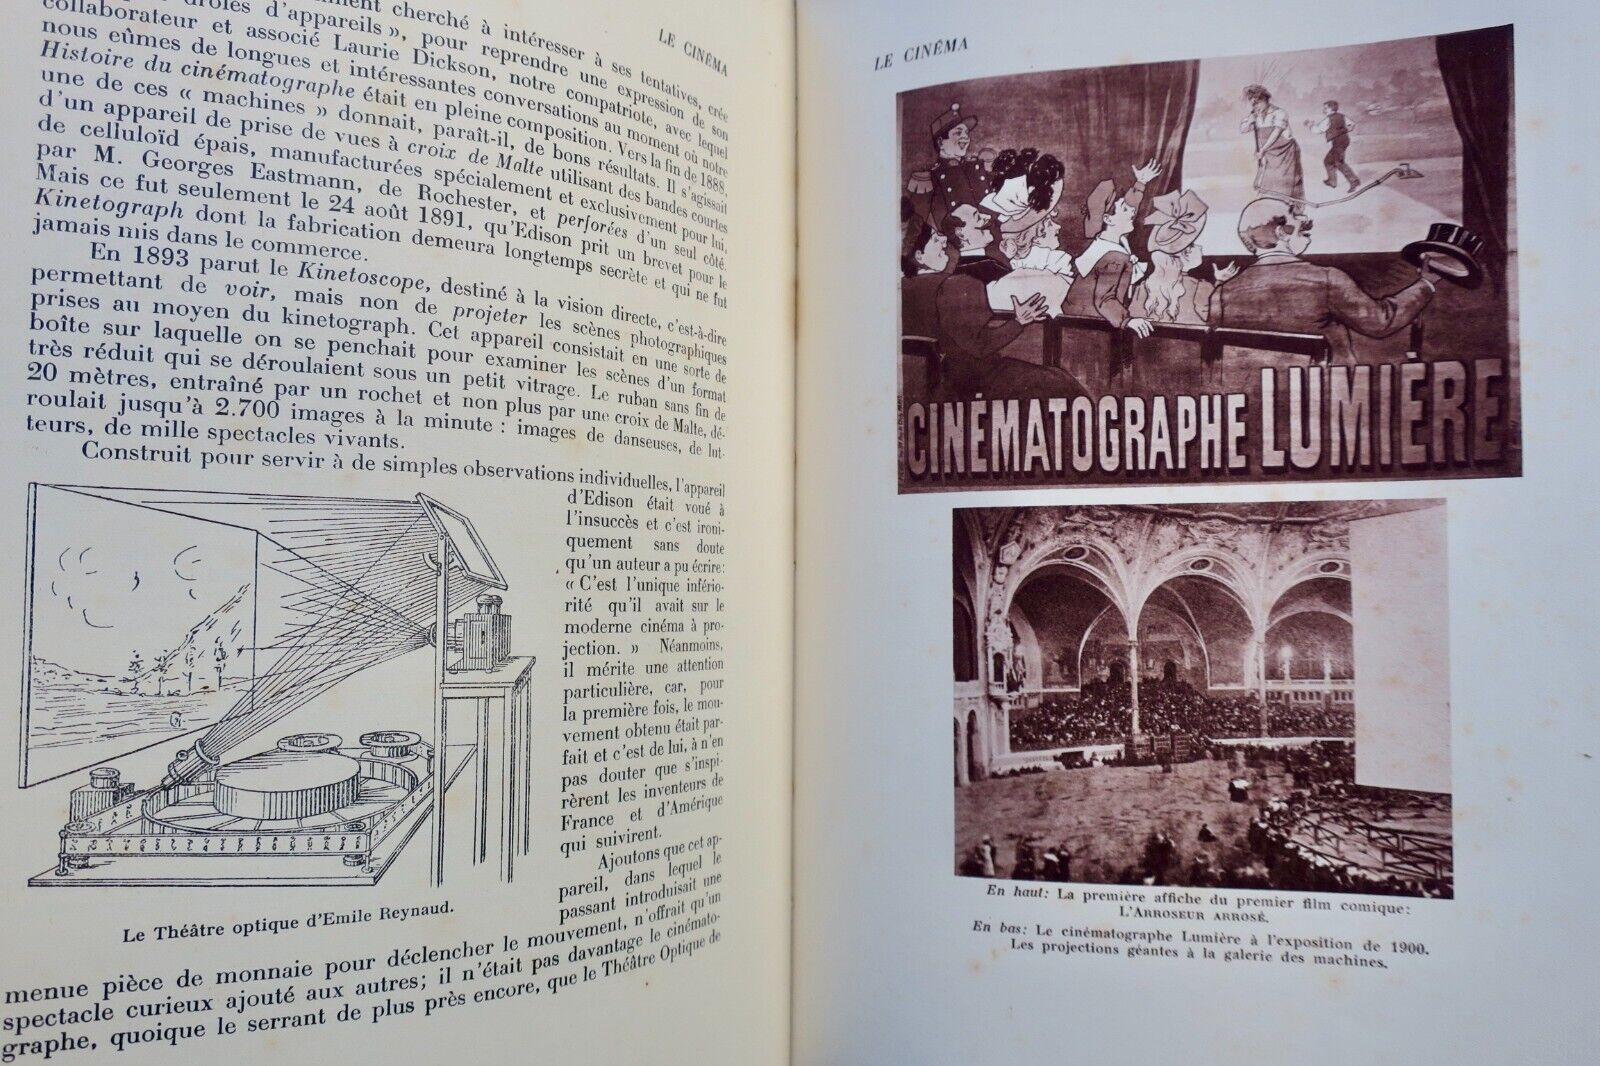 LE CINÉMA
cherché à intéresser à ses tentatives, crée
d'appareils », pour reprendre une expression de son
collaborateur et associé Laurie Dickson, notre compatriote, avec lequel
nous eûmes de longues et intéressantes conversations au moment où notre
Histoire du cinématographe était en pleine composition. Vers la fin de 1888,
une de ces « machines » donnait, paraît-il, de bons résultats. Il s'agissait
d'un appareil de prise de vues à croix de Malte utilisant des bandes courtes
de celluloïd épais, manufacturées spécialement et exclusivement pour lui,
par M. Georges Eastmann, de Rochester, et perforées d'un seul côté.
Mais ce fut seulement le 24 août 1891, qu'Edison prit un brevet pour le
Kinetograph dont la fabrication demeura longtemps secrète et qui ne fut
jamais mis dans le commerce.
En 1893 parut le Kinetoscope, destiné à la vision directe, c'est-à-dire
permettant de voir, mais non de projeter les scènes photographiques
prises au moyen du kinetograph. Cet appareil consistait en une sorte de
boîte sur laquelle on se penchait pour examiner les scènes d'un format
très réduit qui se déroulaient sous un petit vitrage. Le ruban sans fin de
20 mètres, entraîné par un rochet et non plus par une croix de Malte, dé-
roulait jusqu'à 2.700 images à la minute : images de danseuses, de lut-
teurs, de mille spectacles vivants.
Construit pour servir à de simples observations individuelles, l'appareil
d'Edison était voué à
l'insuccès et c'est ironi-
quement sans doute
qu'un auteur a pu écrire:
« C'est l'unique inférior-
rité qu'il avait sur le
moderne cinéma à pro-
jection. » Néanmoins,
il mérite une attention
particulière, car, pour
la première fois, le mou-
vement obtenu était par-
fait et c'est de lui, à n'en
pas douter que s'inspi-
rèrent les inventeurs de
France et d'Amérique
qui suivirent.
Ajoutons que cet ap-
pareil, dans lequel le
passant introduisait une
Le Théâtre optique d'Emile Reynaud.
menue pièce de monnaie pour déclencher le mouvement, n'offrait qu'un
spectacle curieux ajouté aux autres; il n'était pas davantage le cinémato-
graphe, quoique le serrant de plus près encore, que le Théâtre Optique de
LE CINÉMA
CINÉMATOGRAPHE LUMIÈRE
En haut: La première affiche du premier film comique:
L'ARROSEUR ARROSÉ.
En bas: Le cinématographe Lumière à l'exposition de 1900.
Les projections géantes à la galerie des machines.